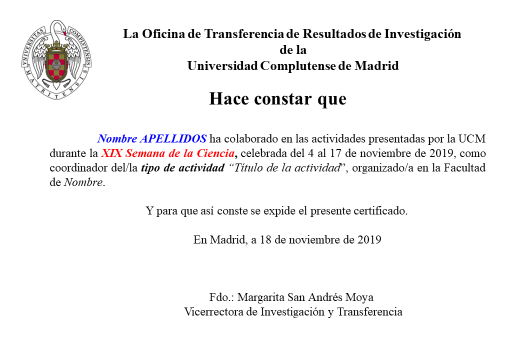 La Oficina de Transferencia de Resultados de Investigación
de la
Universidad Complutense de Madrid
Hace constar que
Nombre APELLIDOS ha colaborado en las actividades presentadas por la UCM
durante la XIX Semana de la Ciencia, celebrada del 4 al 17 de noviembre de 2019, como
coordinador del/la tipo de actividad “Título de la actividad”, organizado/a en la Facultad
de Nombre.
Y para que así conste se expide el presente certificado.
En Madrid, a 18 de noviembre de 2019
Fdo.: Margarita San Andrés Moya
Vicerrectora de Investigación y Transferencia